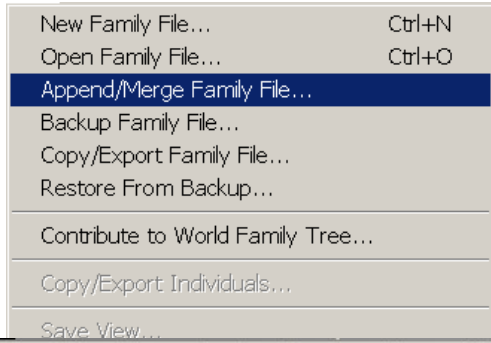 New Family File... Ctrl+N
Open Family File... Ctrl+O
Append/Merge Family File...
Backup Family File...
Copy/Export Family File...
Restore From Backup...
Contribute to World Family Tree...
Copy/Export Individuals...
Save View...